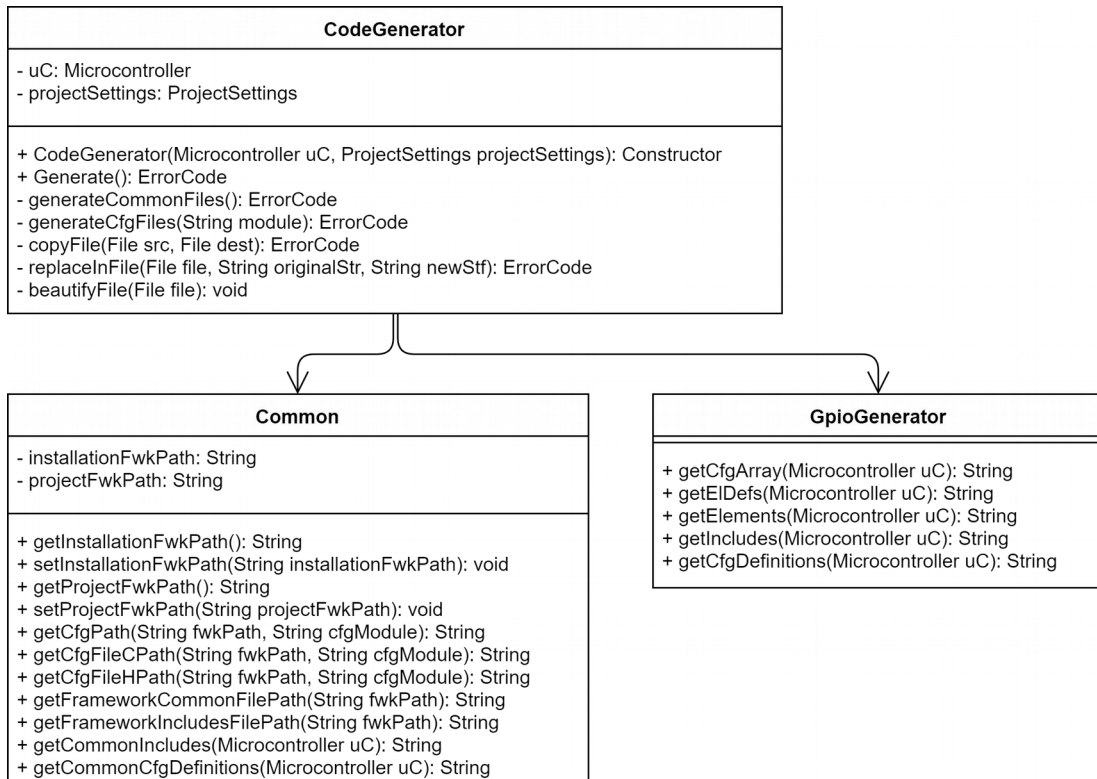 CodeGenerator
- uC: Microcontroller
- projectSettings: ProjectSettings
+ CodeGenerator(Microcontroller uC, ProjectSettings projectSettings): Constructor
+ Generate(): ErrorCode
- generateCommonFiles(): ErrorCode
- generateCfgFiles(String module): ErrorCode
- copyFile(File src, File dest): ErrorCode
- replaceInFile(File file, String originalStr, String newStf): ErrorCode
- beautifyFile(File file): void
Common
- installationFwkPath: String
- projectFwkPath: String
+ getInstallationFwkPath(): String
+ setInstallationFwkPath(String installationFwkPath): void
+ getProjectFwkPath(): String
+ setProjectFwkPath(String projectFwkPath): void
+ getCfgPath(String fwkPath, String cfgModule): String
+ getCfgFileCPath(String fwkPath, String cfgModule): String
+ getCfgFileHPath(String fwkPath, String cfgModule): String
+ getFrameworkCommonFilePath(String fwkPath): String
+ getFrameworkIncludesFilePath(String fwkPath): String
+ getCommonIncludes(Microcontroller uC): String
+ getCommonCfgDefinitions(Microcontroller uC): String
GpioGenerator
+ getCfgArray(Microcontroller uC): String
+ getElDefs(Microcontroller uC): String
+ getElements(Microcontroller uC): String
+ getIncludes(Microcontroller uC): String
+ getCfgDefinitions(Microcontroller uC): String